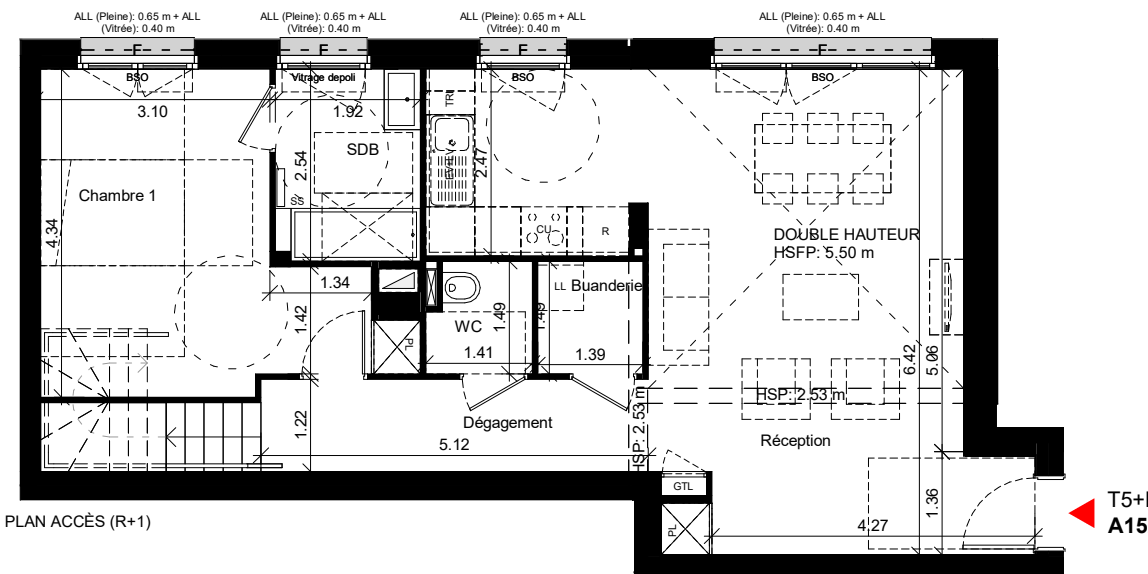 ALL (Pleine): 0.65 m + ALL
(Vitrée): 0.40 m
ALL (Pleine): 0.65 m + ALL
(Vitrée): 0.40 m
ALL (Pleine): 0.65 m + ALL
(Vitrée): 0.40 m
ALL (Pleine): 0.65 m + ALL
(Vitrée): 0.40 m
F
F
F
F
BSO
Vitrage depoli
BSO
BSO
3.10
1.92
TRI
SDB
2.54
2.47
EV/LV
Chambre 1
SS
4.34
CU
R
DOUBLE HAUTEUR
HSFP: 5.50 m
1.34
LL
Buanderie
1.42
WC
1.49
1.49
PL
1.41
1.39
6.42
5.06
HSP: 2.53 m
HSP: 2.53 m
1.22
Dégagement
5.12
Réception
GTL
PL
4.27
1.36
T5+
A15
PLAN ACCÈS (R+1)